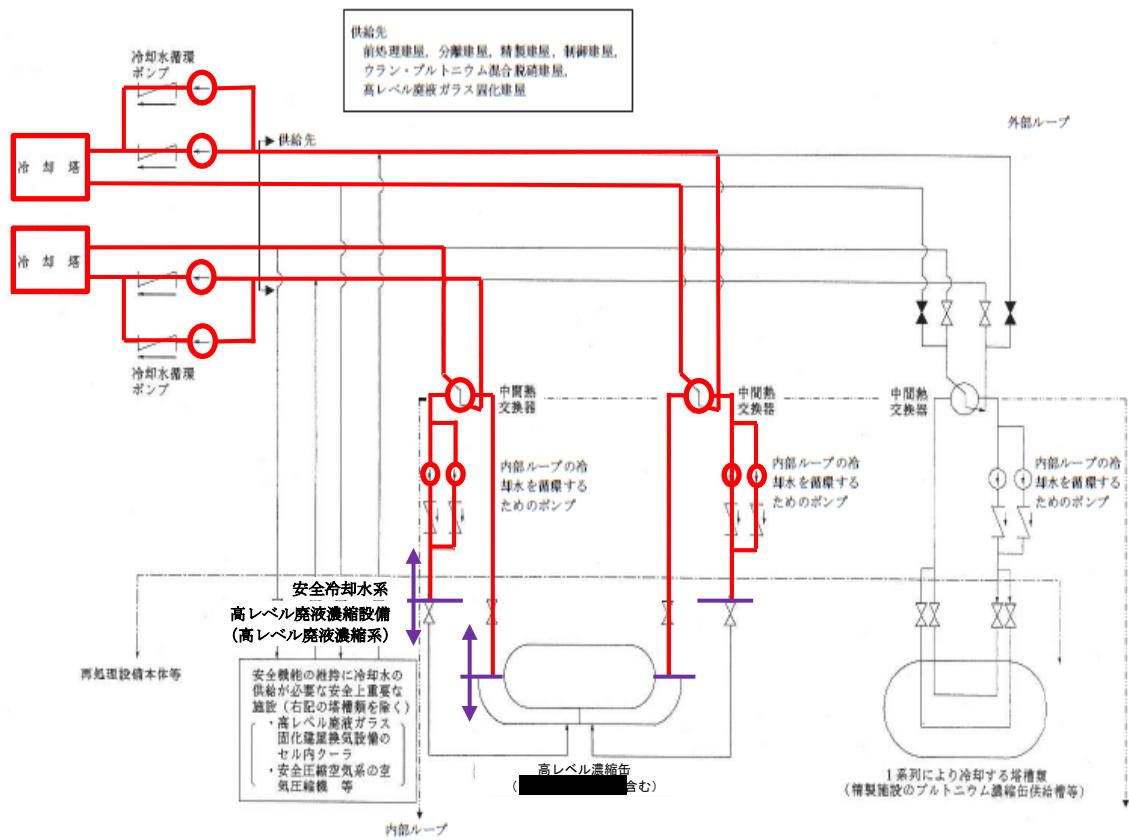 供給先
前処理建屋，分離建屋，精製建屋，制御建屋，
ウラン・プルトニウム混合脱硝建屋，
高レベル廃液ガラス固化建屋
冷却水循環
ポンプ
外部ループ
供給先
冷却塔
冷却塔
冷却水循環
ポンプ
中間熱
交換器
中間熱
交換器
中間熱
交換器
内部ループの冷
却水を循環する
ためのポンプ
内部ループの冷
却水を循環する
ためのポンプ
内部ループの冷
却水を循環する
ためのポンプ
安全冷却水系
高レベル廃液濃縮設備
（高レベル廃液濃縮系）
再処理設備本体等
安全機能の維持に冷却水の
供給が必要な安全上重要な
施設（右記の塔槽類を除く）
・高レベル廃液ガラス
固化建屋換気設備の
セル内クーラ
・安全圧縮空気系の空
気圧縮機　等
高レベル濃縮缶
（含む）
1系列により冷却する塔槽類
（精製施設のプルトニウム濃縮缶供給槽等）
内部ループ